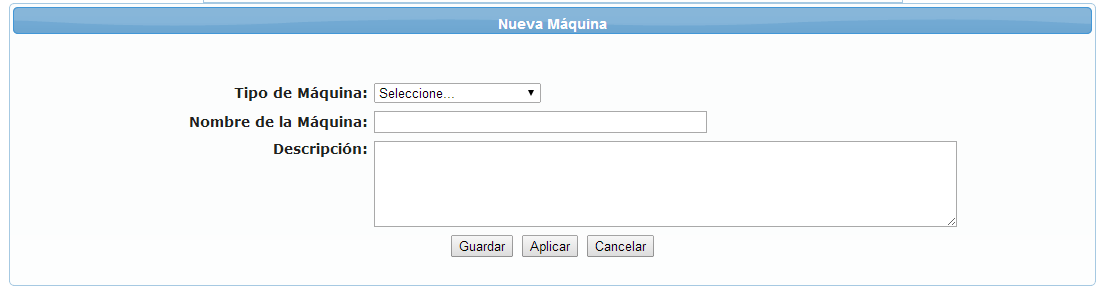 Nueva Máquina
Tipo de Máquina: Seleccione...
Nombre de la Máquina:
Descripción:
Guardar Aplicar Cancelar